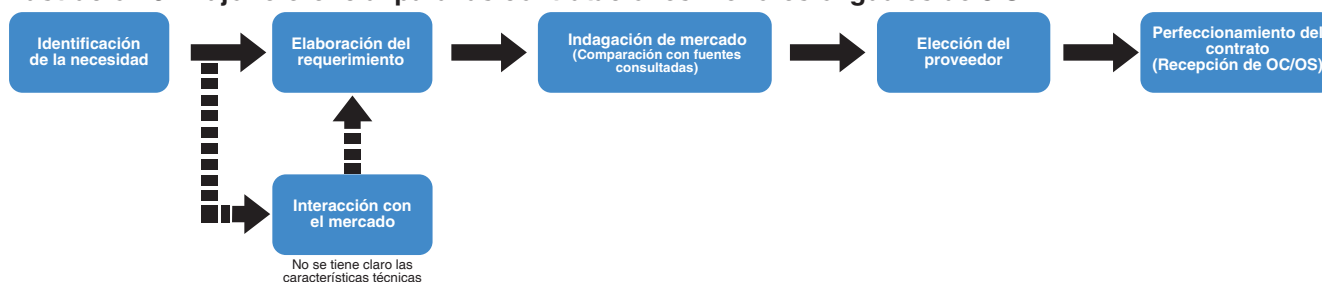 Identificación
de la necesidad
Elaboración del
requerimiento
Indagación de mercado
(Comparación con fuentes
consultadas)
Elección del
proveedor
Perfeccionamiento del
contrato
(Recepción de OC/OS)
Interacción con
el mercado
No se tiene claro las
características técnicas